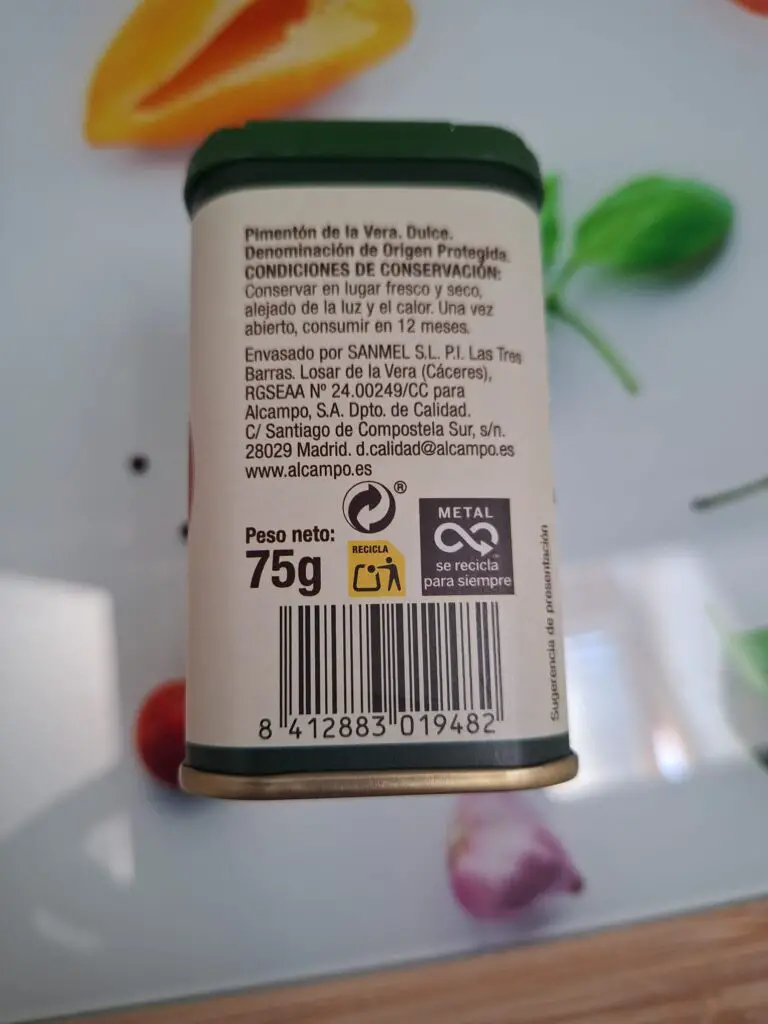 Pimentón de la Vera. Dulce.
Denominación de Origen Protegida.
CONDICIONES DE CONSERVACIÓN:
Conservar en lugar fresco y seco,
alejado de la luz y el calor. Una vez
abierto, consumir en 12 meses.
Envasado por SANMEL S.L. P.I. Las Tres
Barras. Losar de la Vera (Cáceres),
RGSEAA Nº 24.00249/CC para
Alcampo, S.A. Dpto. de Calidad.
C/ Santiago de Compostela Sur, s/n.
28029 Madrid. d.calidad@alcampo.es
www.alcampo.es
®
Peso neto:
75g
RECICLA
METAL
se recicla
para siempre
8 412883 019482
Sugerencia de presentación